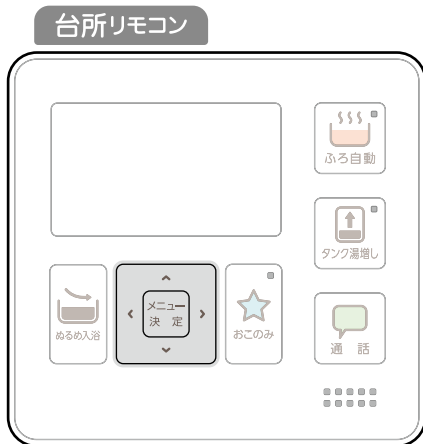 台所リモコン
ふろ自動
タンク湯増し
ぬるめ入浴
メニュー
決 定
おこのみ
通 話